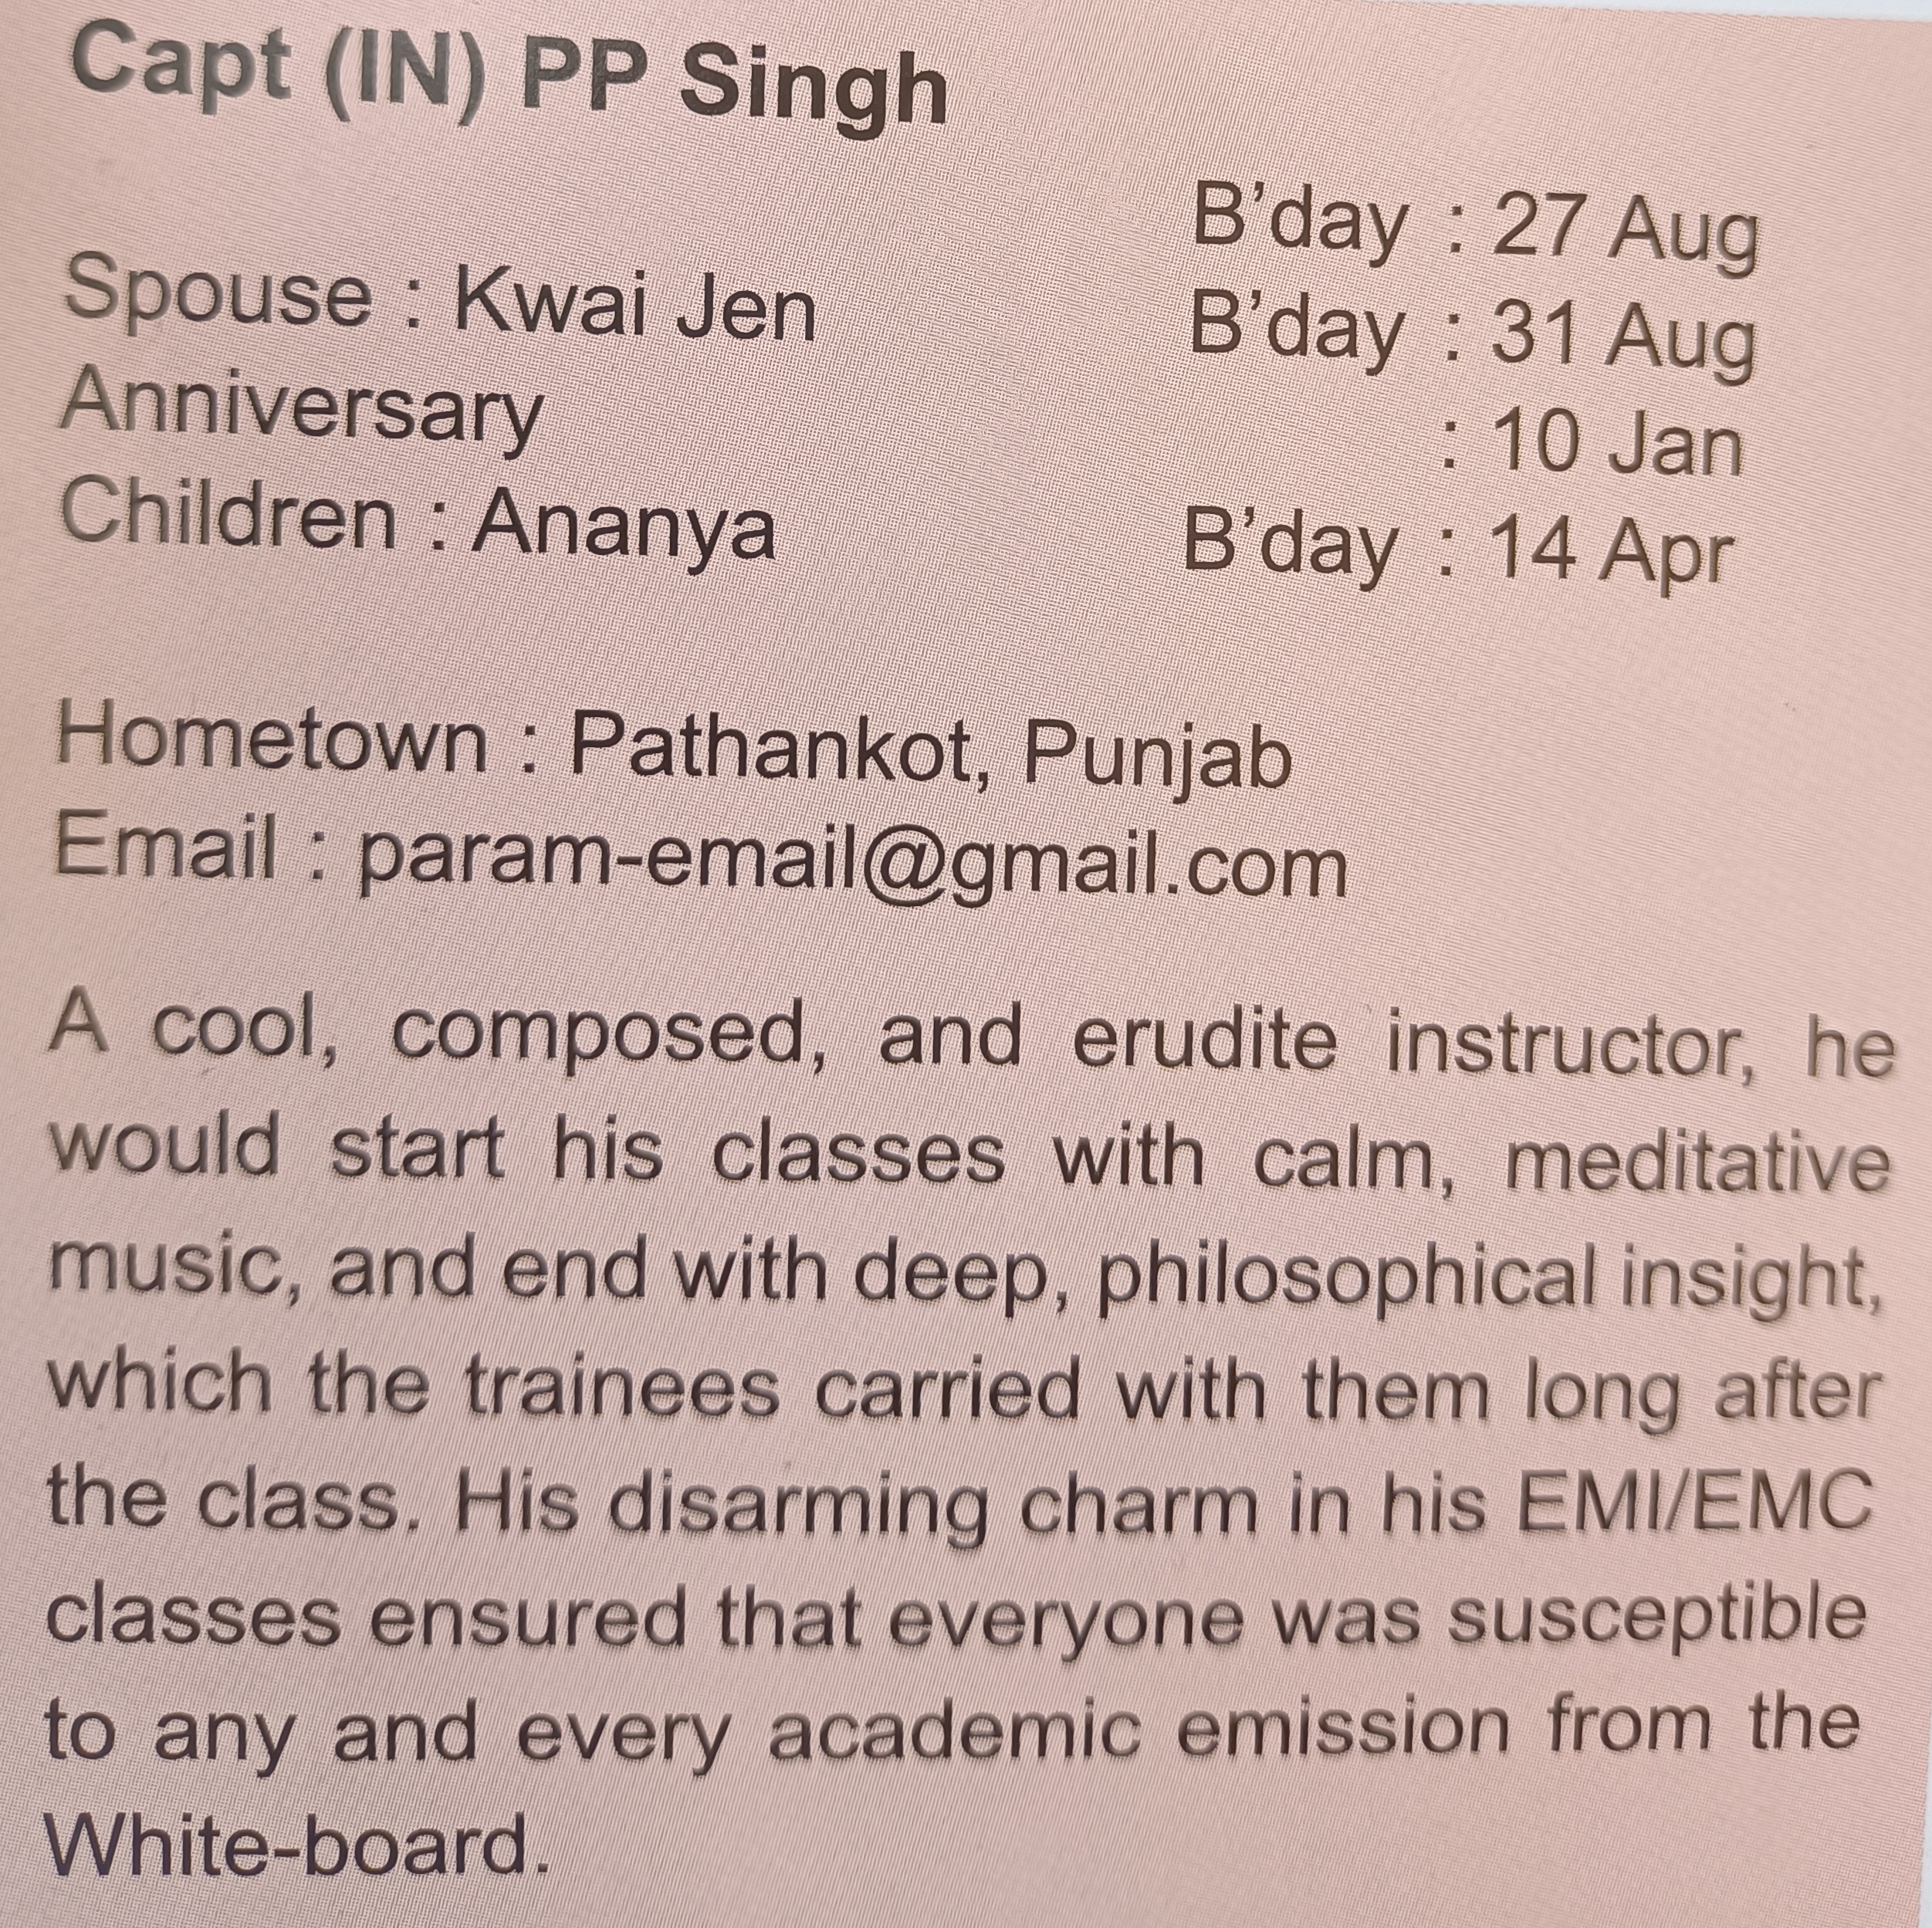 Capt (IN) PP Singh
B’day : 27 Aug
Spouse : Kwai Jen B’day : 31 Aug
Anniversary : 10 Jan
Children : Ananya B’day : 14 Apr
Hometown : Pathankot, Punjab
Email : param-email@gmail.com
A cool, composed, and erudite instructor, he
would start his classes with calm, meditative
music, and end with deep, philosophical insight,
which the trainees carried with them long after
the class. His disarming charm in his EMI/EMC
classes ensured that everyone was susceptible
to any and every academic emission from the
White-board.